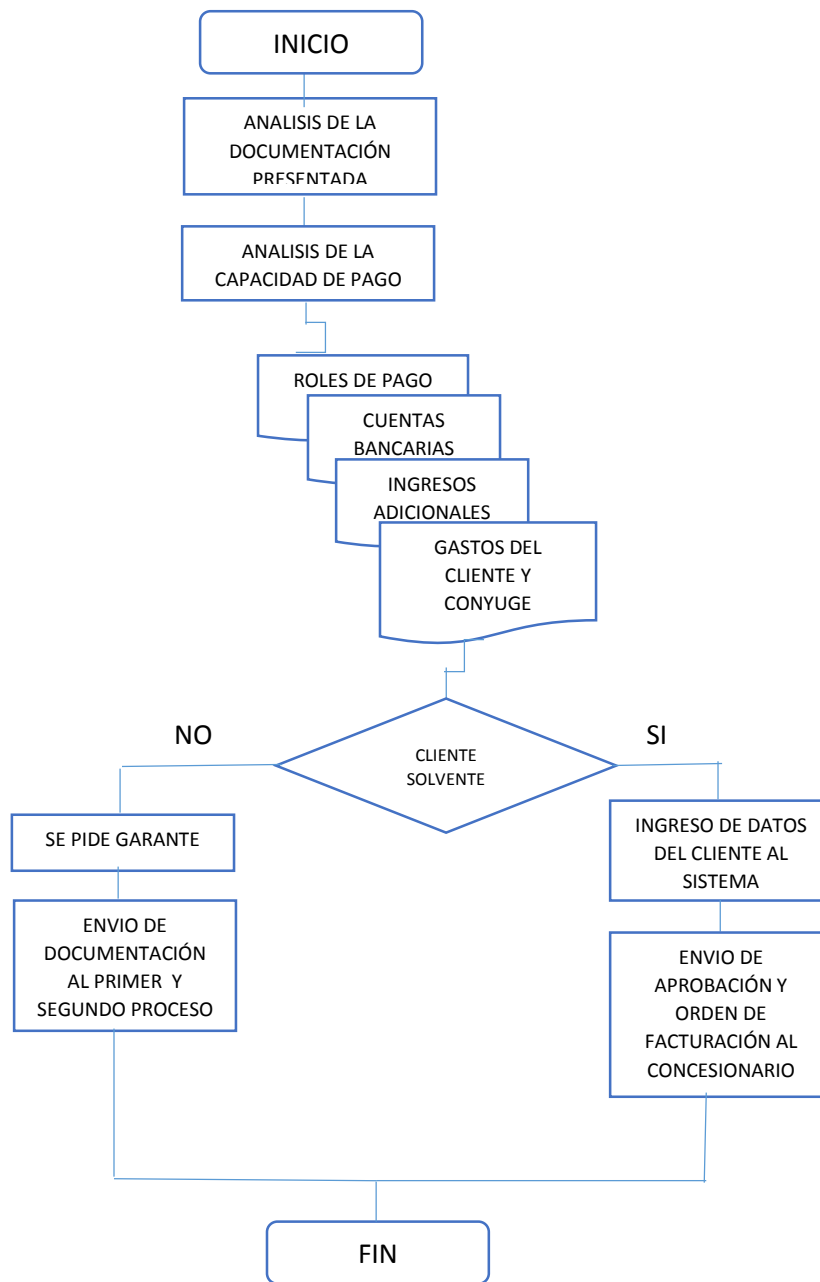 INICIO
ANALISIS DE LA
DOCUMENTACIÓN
PRESENTADA
ANALISIS DE LA
CAPACIDAD DE PAGO
ROLES DE PAGO
CUENTAS
BANCARIAS
INGRESOS
ADICIONALES
GASTOS DEL
CLIENTE Y
CONYUGE
NO
SI
CLIENTE
SOLVENTE
SE PIDE GARANTE
ENVIO DE
DOCUMENTACIÓN
AL PRIMER Y
SEGUNDO PROCESO
INGRESO DE DATOS
DEL CLIENTE AL
SISTEMA
ENVIO DE
APROBACIÓN Y
ORDEN DE
FACTURACIÓN AL
CONCESIONARIO
FIN